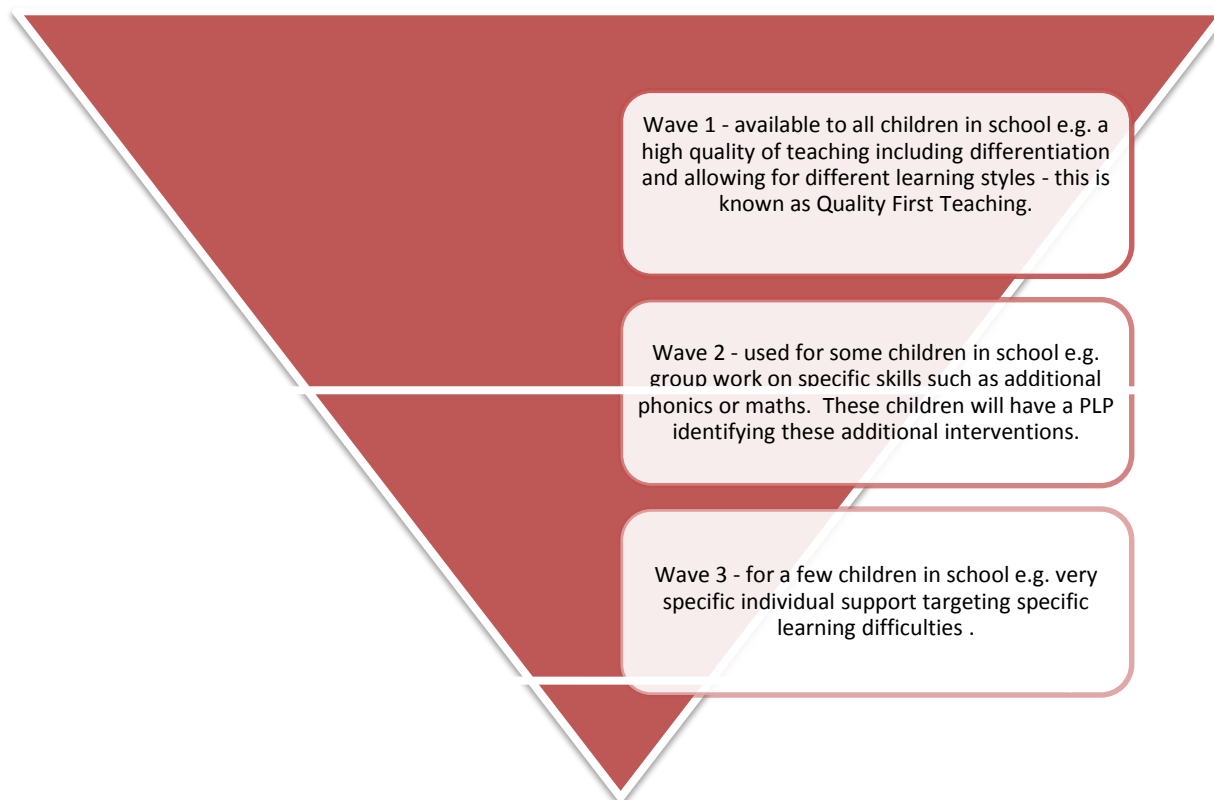 Wave 1 - available to all children in school e.g. a
high quality of teaching including differentiation
and allowing for different learning styles - this is
known as Quality First Teaching.
Wave 2 - used for some children in school e.g.
group work on specific skills such as additional
phonics or maths.  These children will have a PLP
identifying these additional interventions.
Wave 3 - for a few children in school e.g. very
specific individual support targeting specific
learning difficulties .